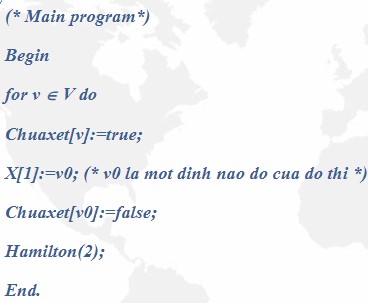 (* Main program*)
Begin
for v ∈ V do
Chuaxet[v]:=true;
X[1]:=v0; (* v0 la mot dinh nao do cua do thi *)
Chuaxet[v0]:=false;
Hamilton(2);
End.